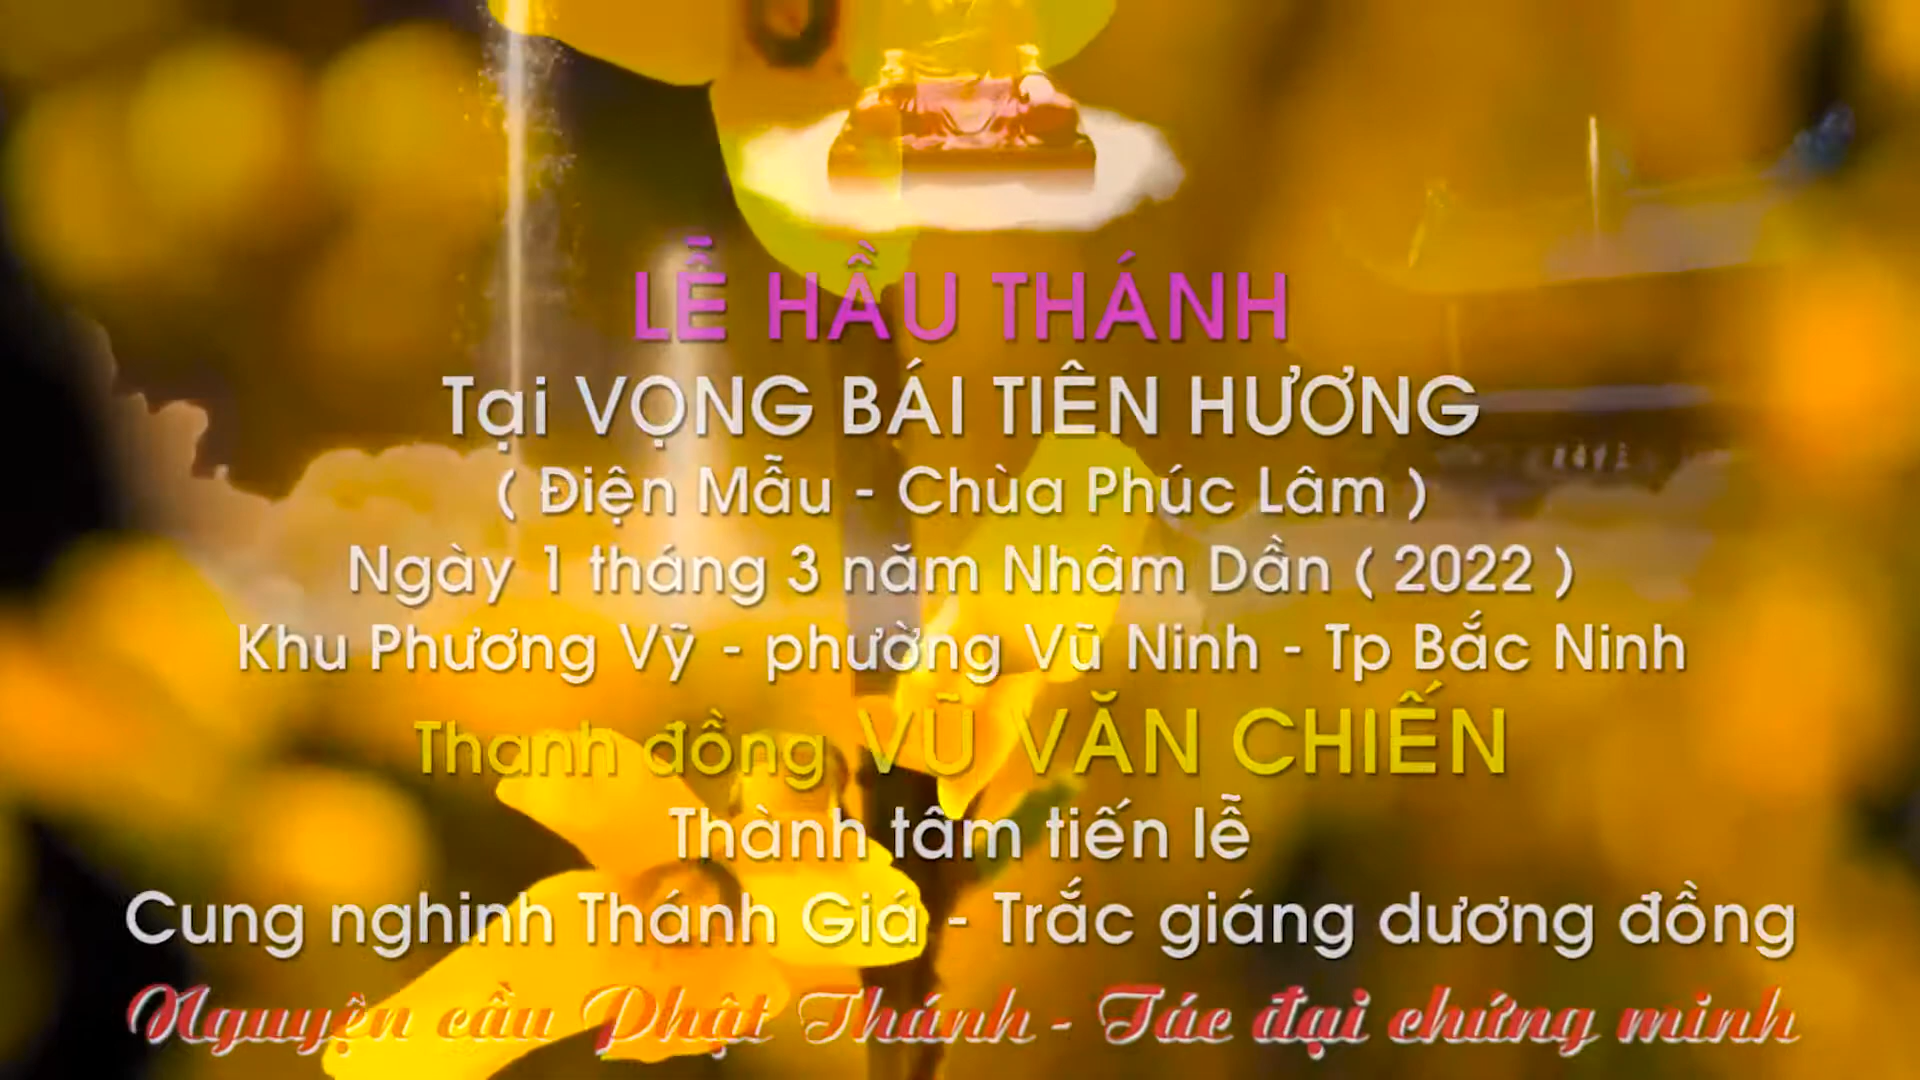 LỄ HẦU THÁNH
Tại VỌNG BÁI TIÊN HƯƠNG
( Điện Mẫu - Chùa Phúc Lâm )
Ngày 1 tháng 3 năm Nhâm Dần ( 2022 )
Khu Phương Vỹ - phường Vũ Ninh - Tp Bắc Ninh
Thanh đồng VŨ VĂN CHIẾN
Thành tâm tiến lễ
Cung nghinh Thánh Giá - Trắc giáng dương đồng
Nguyện cầu Phật Thánh - Tác đại chứng minh